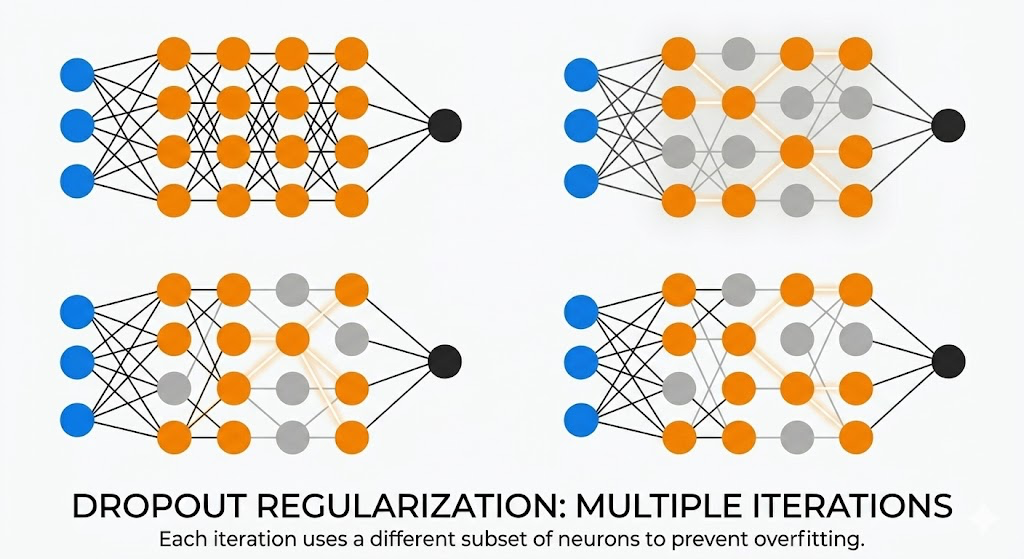 DROPOUT REGULARIZATION: MULTIPLE ITERATIONS
Each iteration uses a different subset of neurons to prevent overfitting.